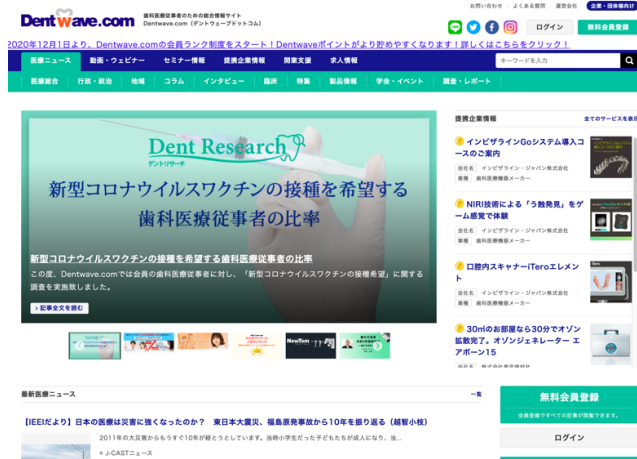 Dentwave.com
歯科医療従事者のための総合情報サイト
Dentwave.com（デントウェーブドットコム）
お問い合わせ
よくある質問
運営会社
企業・団体様向け
ログイン
無料会員登録
2020年12月1日より、Dentwave.comの会員ランク制度をスタート！Dentwaveポイントがより貯めやすくなります！詳しくはこちらをクリック！
医療ニュース 動画・ウェビナー セミナー情報 提携企業情報 開業支援 求人情報
キーワードを入力
医療総合 行政・政治 地域 コラム インタビュー 臨床 特集 製品情報 学会・イベント 調査・レポート
Dent Research
デントリサーチ
新型コロナウイルスワクチンの接種を希望する
歯科医療従事者の比率
新型コロナウイルスワクチンの接種を希望する歯科医療従事者の比率
この度、Dentwave.comでは会員の歯科医療従事者に対し、「新型コロナウイルスワクチンの接種希望」に関する
調査を実施致しました。
記事全文を読む
NewTom
提携企業情報
全てのサービスを表示
インビザラインGoシステム導入コ
ースのご案内
会社名 インビザライン・ジャパン株式会社
業種 歯科医療機器メーカー
NIRI技術による「う蝕発見」をゲ
ーム感覚で体験
会社名 インビザライン・ジャパン株式会社
業種 歯科医療機器メーカー
口腔内スキャナーiTeroエレメン
ト
会社名 インビザライン・ジャパン株式会社
業種 歯科医療機器メーカー
30㎡のお部屋なら30分でオゾン
拡散完了。オゾンジェネレーター エ
アボーン15
最新医療ニュース
一覧
【IEEIだより】日本の医療は災害に強くなったのか？　東日本大震災、福島原発事故から10年を振り返る（越智小枝）
2011年の大災害からもうすぐ10年が経とうとしています。当時小学生だった子どもたちが成人になり、当...
J-CASTニュース
無料会員登録
会員登録ですべての記事が閲覧できます。
ログイン